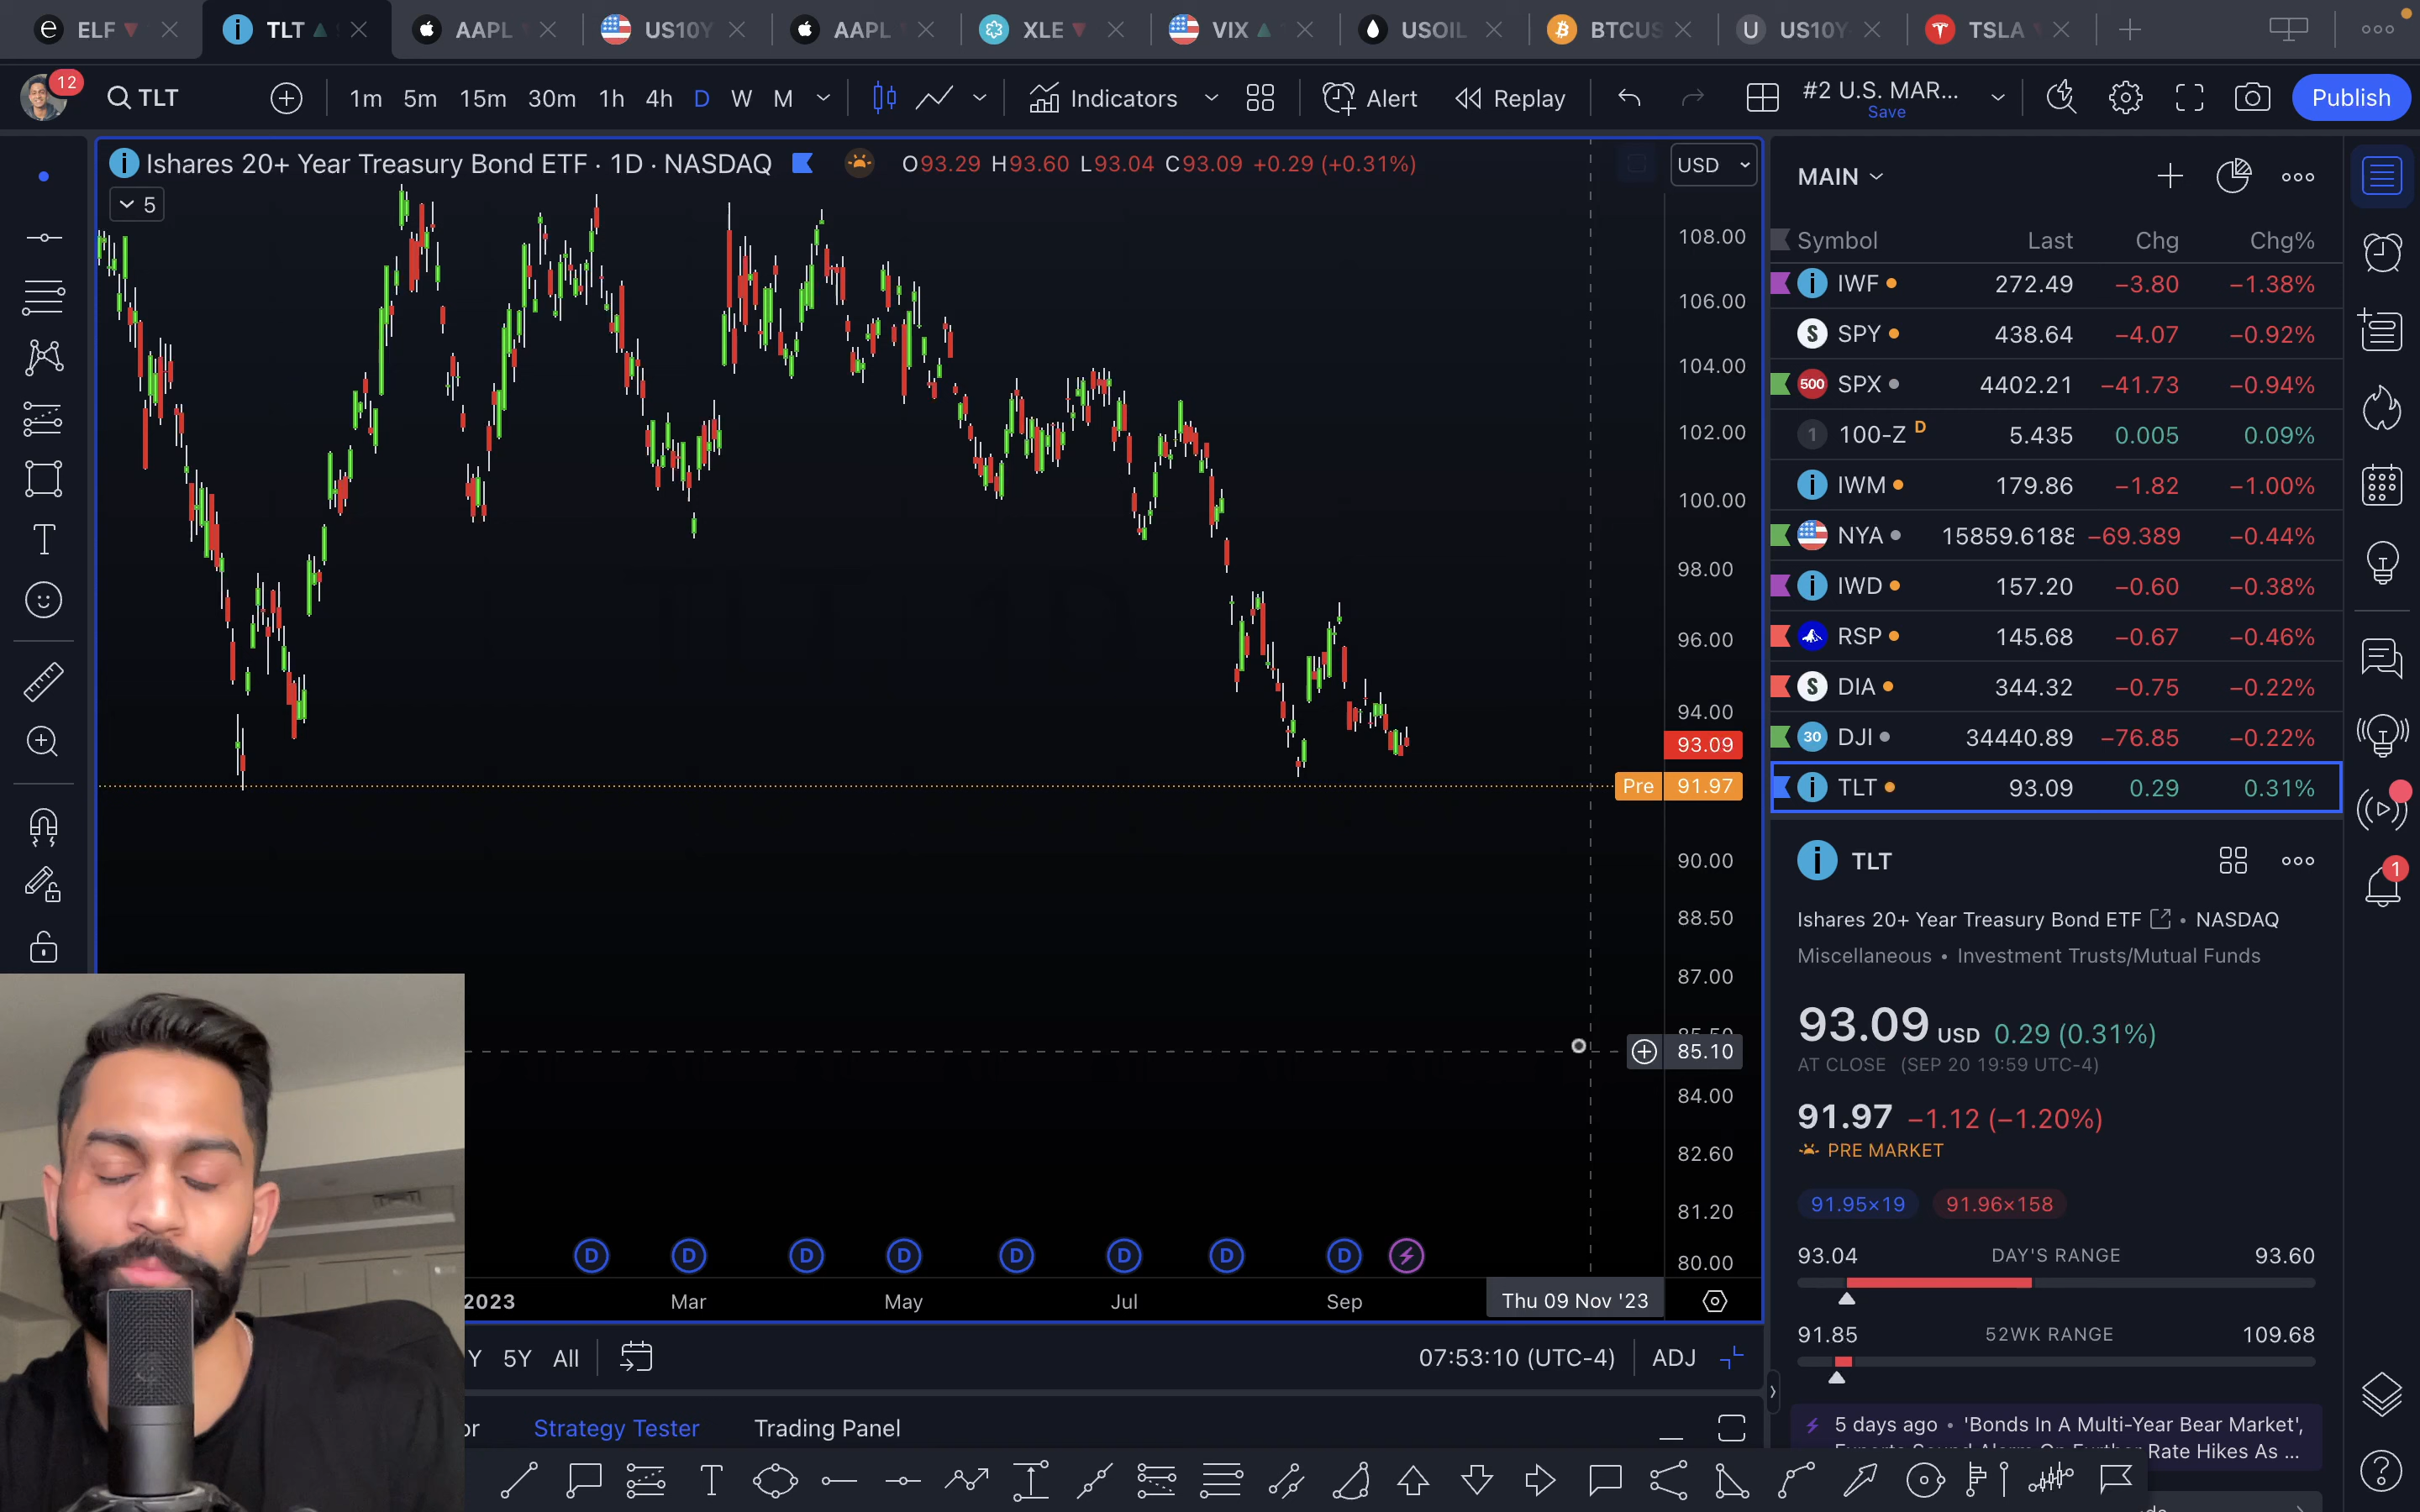 ELF TLT AAPL US10Y AAPL XLE VIX USOIL BTCUS US10Y TSLA
12 TLT 1m 5m 15m 30m 1h 4h D W M Indicators Alert Replay #2 U.S. MAR... Publish
Save
Ishares 20+ Year Treasury Bond ETF · 1D · NASDAQ O93.29 H93.60 L93.04 C93.09 +0.29 (+0.31%) USD
5
108.00
106.00
104.00
102.00
100.00
98.00
96.00
94.00
93.09
Pre 91.97
90.00
88.50
87.00
85.50
85.10
84.00
82.60
81.20
80.00
D D D D D D D D
2023 Mar May Jul Sep Thu 09 Nov '23
Y 5Y All 07:53:10 (UTC-4) ADJ
or Strategy Tester Trading Panel
T
MAIN
Symbol Last Chg Chg%
IWF 272.49 −3.80 −1.38%
S SPY 438.64 −4.07 −0.92%
500 SPX 4402.21 −41.73 −0.94%
1 100-Z D 5.435 0.005 0.09%
IWM 179.86 −1.82 −1.00%
NYA 15859.6188 −69.389 −0.44%
IWD 157.20 −0.60 −0.38%
RSP 145.68 −0.67 −0.46%
S DIA 344.32 −0.75 −0.22%
30 DJI 34440.89 −76.85 −0.22%
TLT 93.09 0.29 0.31%
TLT
Ishares 20+ Year Treasury Bond ETF • NASDAQ
Miscellaneous • Investment Trusts/Mutual Funds
93.09 USD 0.29 (0.31%)
AT CLOSE (SEP 20 19:59 UTC-4)
91.97 −1.12 (−1.20%)
PRE MARKET
91.95×19 91.96×158
93.04 DAY'S RANGE 93.60
91.85 52WK RANGE 109.68
5 days ago • 'Bonds In A Multi-Year Bear Market',
Rate Hikes As ...
1